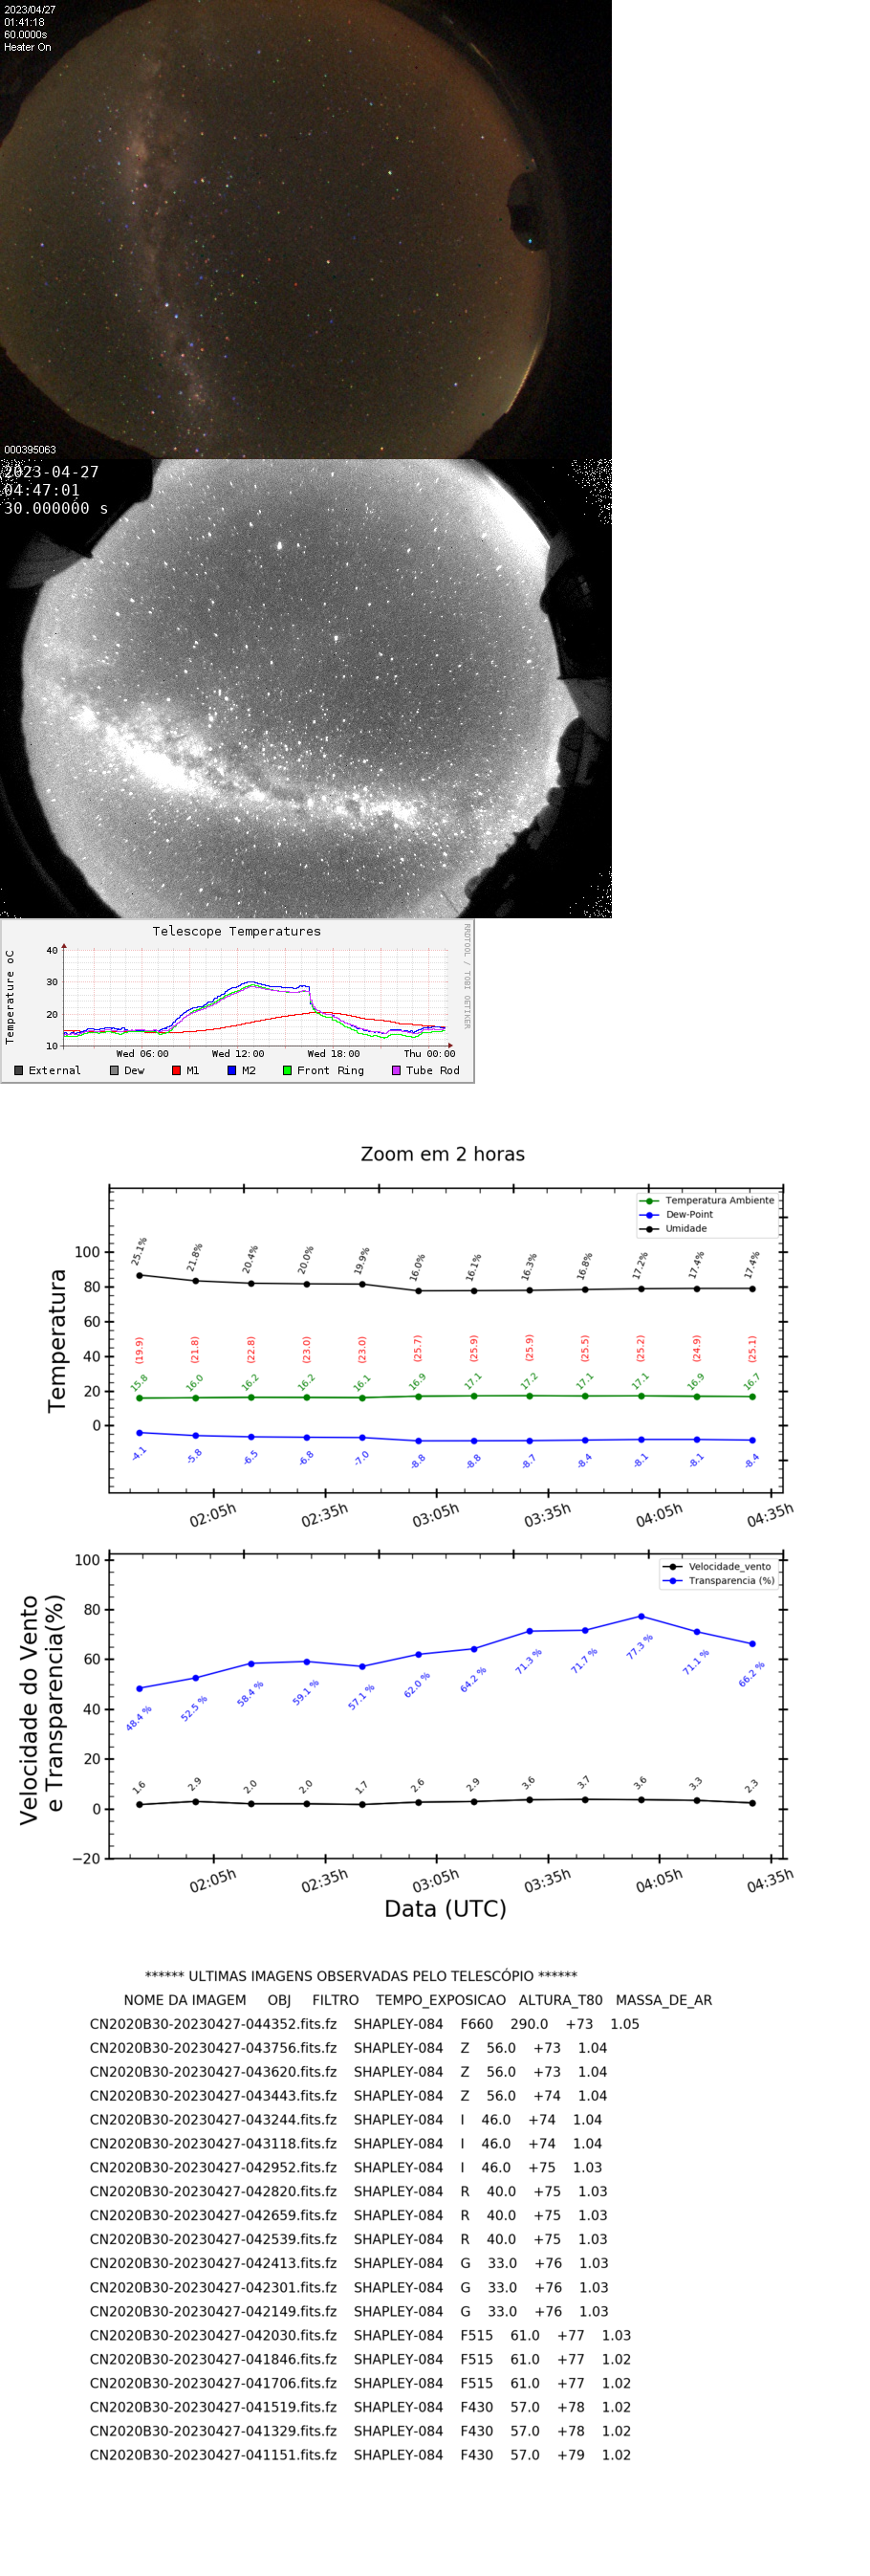 2023/04/27
01:41:18
60.0000s
Heater On
000395063
2023-04-27
04:47:01
30.000000 s
Telescope Temperatures
RRDTOOL / TOBI OETIKER
Temperature oC
40
30
20
10
Wed 06:00 Wed 12:00 Wed 18:00 Thu 00:00
External Dew M1 M2 Front Ring Tube Rod
Zoom em 2 horas
Temperatura Ambiente
Dew-Point
Umidade
Temperatura
100
80
60
40
20
0
25.1% 21.8% 20.4% 20.0% 19.9% 16.0% 16.1% 16.3% 16.8% 17.2% 17.4% 17.4%
(19.9) (21.8) (22.8) (23.0) (23.0) (25.7) (25.9) (25.9) (25.5) (25.2) (24.9) (25.1)
15.8 16.0 16.2 16.2 16.1 16.9 17.1 17.2 17.1 17.1 16.9 16.7
-4.1 -5.8 -6.5 -6.8 -7.0 -8.8 -8.8 -8.7 -8.4 -8.1 -8.1 -8.4
02:05h 02:35h 03:05h 03:35h 04:05h 04:35h
Velocidade_vento
Transparencia (%)
Velocidade do Vento
e Transparencia(%)
100
80
60
40
20
0
−20
48.4 % 52.5 % 58.4 % 59.1 % 57.1 % 62.0 % 64.2 % 71.3 % 71.7 % 77.3 % 71.1 % 66.2 %
1.6 2.9 2.0 2.0 1.7 2.6 2.9 3.6 3.7 3.6 3.3 2.3
02:05h 02:35h 03:05h 03:35h 04:05h 04:35h
Data (UTC)
****** ULTIMAS IMAGENS OBSERVADAS PELO TELESCÓPIO ******
NOME DA IMAGEM OBJ FILTRO TEMPO_EXPOSICAO ALTURA_T80 MASSA_DE_AR
CN2020B30-20230427-044352.fits.fz SHAPLEY-084 F660 290.0 +73 1.05
CN2020B30-20230427-043756.fits.fz SHAPLEY-084 Z 56.0 +73 1.04
CN2020B30-20230427-043620.fits.fz SHAPLEY-084 Z 56.0 +73 1.04
CN2020B30-20230427-043443.fits.fz SHAPLEY-084 Z 56.0 +74 1.04
CN2020B30-20230427-043244.fits.fz SHAPLEY-084 I 46.0 +74 1.04
CN2020B30-20230427-043118.fits.fz SHAPLEY-084 I 46.0 +74 1.04
CN2020B30-20230427-042952.fits.fz SHAPLEY-084 I 46.0 +75 1.03
CN2020B30-20230427-042820.fits.fz SHAPLEY-084 R 40.0 +75 1.03
CN2020B30-20230427-042659.fits.fz SHAPLEY-084 R 40.0 +75 1.03
CN2020B30-20230427-042539.fits.fz SHAPLEY-084 R 40.0 +75 1.03
CN2020B30-20230427-042413.fits.fz SHAPLEY-084 G 33.0 +76 1.03
CN2020B30-20230427-042301.fits.fz SHAPLEY-084 G 33.0 +76 1.03
CN2020B30-20230427-042149.fits.fz SHAPLEY-084 G 33.0 +76 1.03
CN2020B30-20230427-042030.fits.fz SHAPLEY-084 F515 61.0 +77 1.03
CN2020B30-20230427-041846.fits.fz SHAPLEY-084 F515 61.0 +77 1.02
CN2020B30-20230427-041706.fits.fz SHAPLEY-084 F515 61.0 +77 1.02
CN2020B30-20230427-041519.fits.fz SHAPLEY-084 F430 57.0 +78 1.02
CN2020B30-20230427-041329.fits.fz SHAPLEY-084 F430 57.0 +78 1.02
CN2020B30-20230427-041151.fits.fz SHAPLEY-084 F430 57.0 +79 1.02